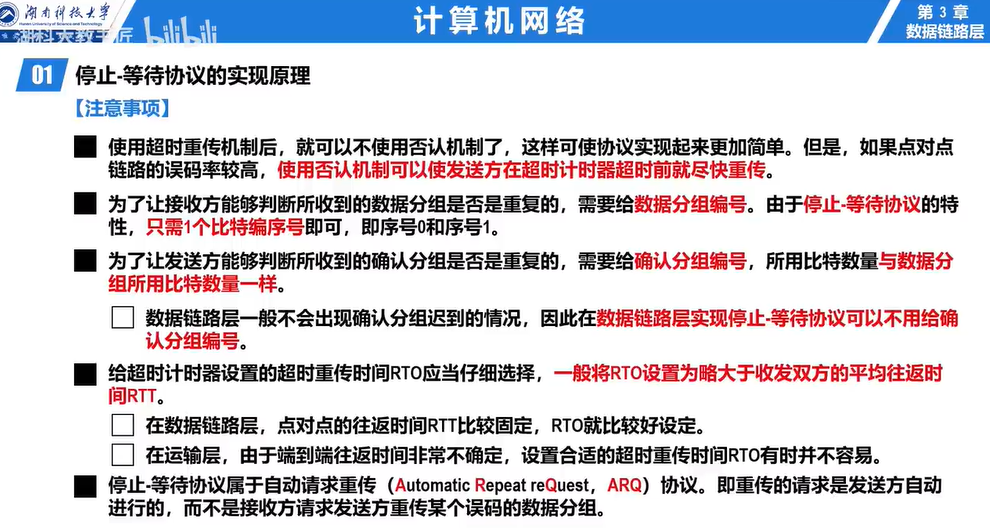 湖南科技大学
Hunan University of Science and Technology
计算机网络
第 3 章
数据链路层
湖科大教书匠 bilibili
01 停止-等待协议的实现原理
【注意事项】
使用超时重传机制后，就可以不使用否认机制了，这样可使协议实现起来更加简单。但是，如果点对点
链路的误码率较高，使用否认机制可以使发送方在超时计时器超时前就尽快重传。
为了让接收方能够判断所收到的数据分组是否是重复的，需要给数据分组编号。由于停止-等待协议的特
性，只需1个比特编序号即可，即序号0和序号1。
为了让发送方能够判断所收到的确认分组是否是重复的，需要给确认分组编号，所用比特数量与数据分
组所用比特数量一样。
数据链路层一般不会出现确认分组迟到的情况，因此在数据链路层实现停止-等待协议可以不用给确
认分组编号。
给超时计时器设置的超时重传时间RTO应当仔细选择，一般将RTO设置为略大于收发双方的平均往返时
间RTT。
在数据链路层，点对点的往返时间RTT比较固定，RTO就比较好设定。
在运输层，由于端到端往返时间非常不确定，设置合适的超时重传时间RTO有时并不容易。
停止-等待协议属于自动请求重传（Automatic Repeat reQuest，ARQ）协议。即重传的请求是发送方自动
进行的，而不是接收方请求发送方重传某个误码的数据分组。